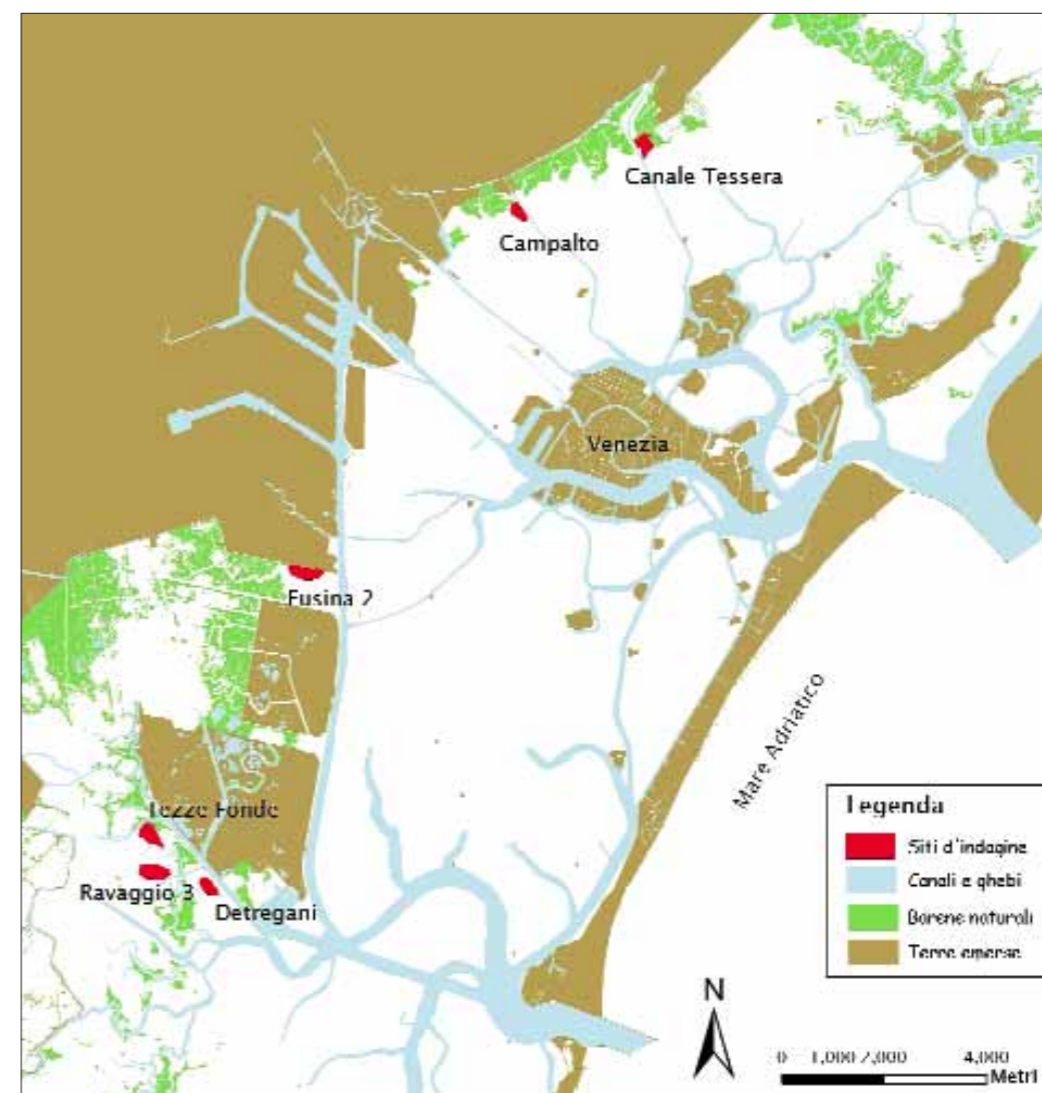 Canale Tessera
Campalto
Venezia
Fusina 2
Mare Adriatico
Tezze Fonde
Ravaggio 3
Detregani
Legenda
Siti d'indagine
Canali e ghebi
Barene naturali
Terre emerse
N
0 1,000 2,000 4,000
Metri